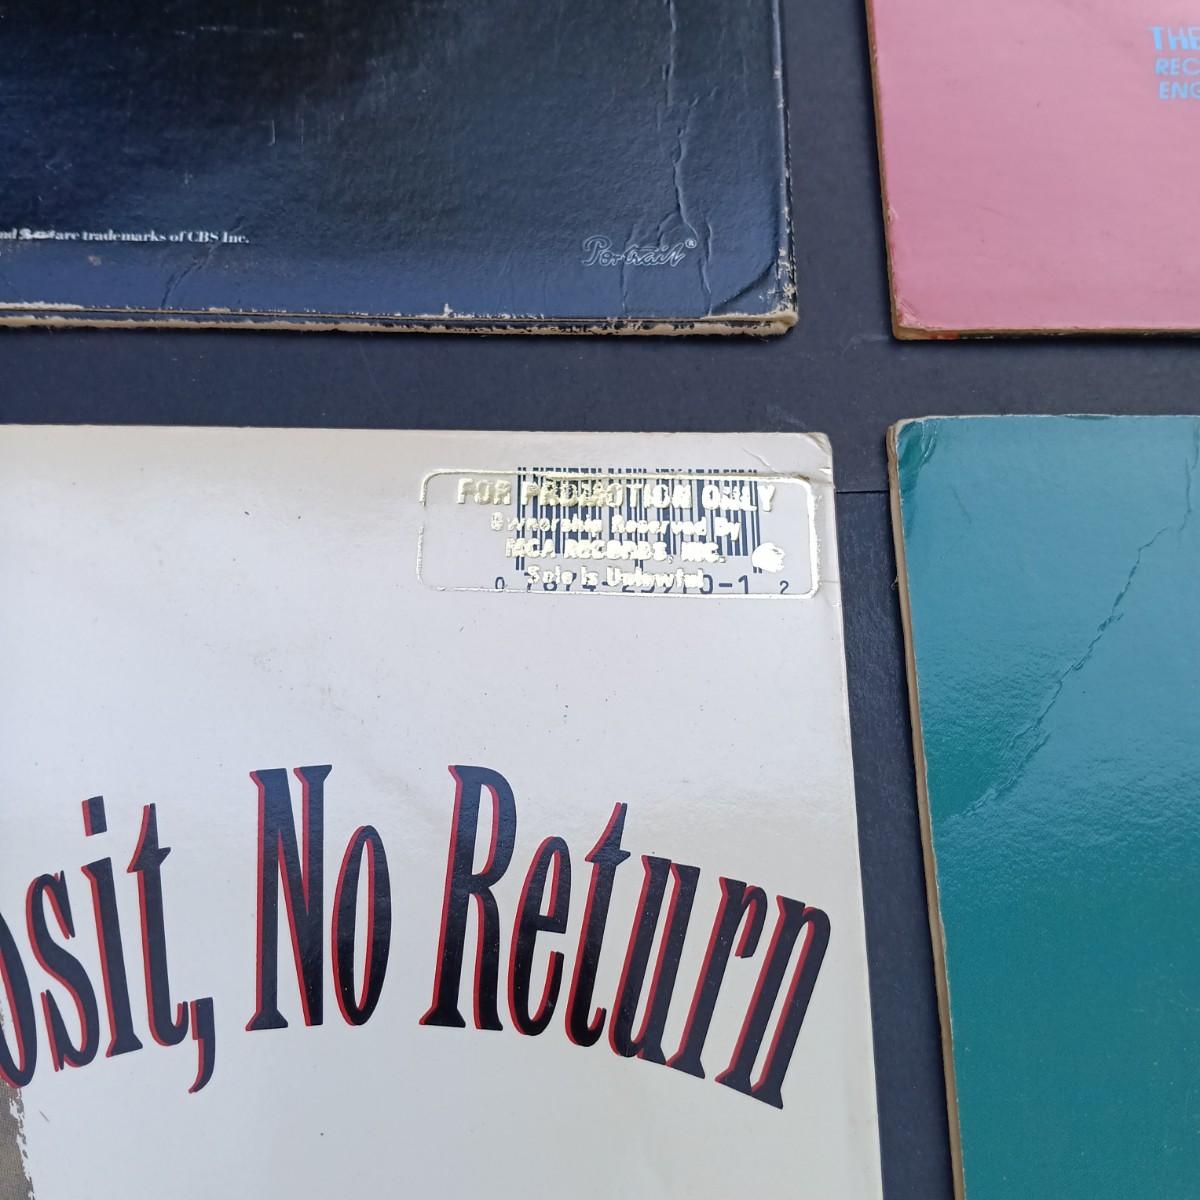 are trademarks of CBS Inc.
Portrait®
THE
REC
ENG
FOR PROMOTION ONLY
Ownership Reserved By
MCA RECORDS, INC.
Sale Is Unlawful
osit, No Return